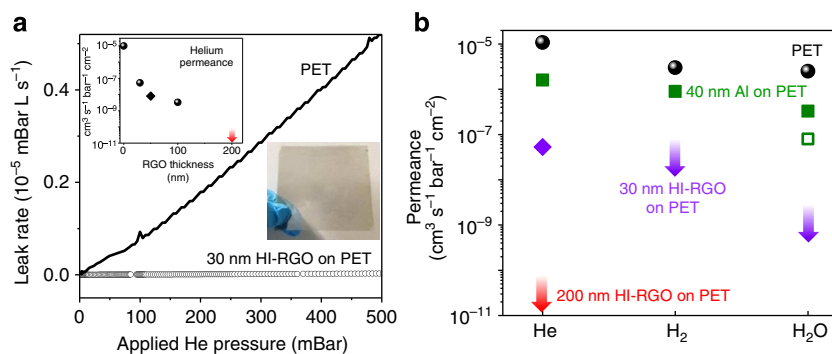 a
Leak rate (10⁻⁵ mBar L s⁻¹)
0.4
0.2
0.0
0
100
200
300
400
500
Applied He pressure (mBar)
PET
30 nm HI-RGO on PET
cm³ s⁻¹ bar⁻¹ cm⁻²
10⁻⁵
10⁻⁷
10⁻⁹
10⁻¹¹
Helium
permeance
0
100
200
RGO thickness
(nm)
b
Permeance
(cm³ s⁻¹ bar⁻¹ cm⁻²)
10⁻⁵
10⁻⁷
10⁻⁹
10⁻¹¹
PET
40 nm Al on PET
30 nm HI-RGO
on PET
200 nm HI-RGO on PET
He
H₂
H₂O